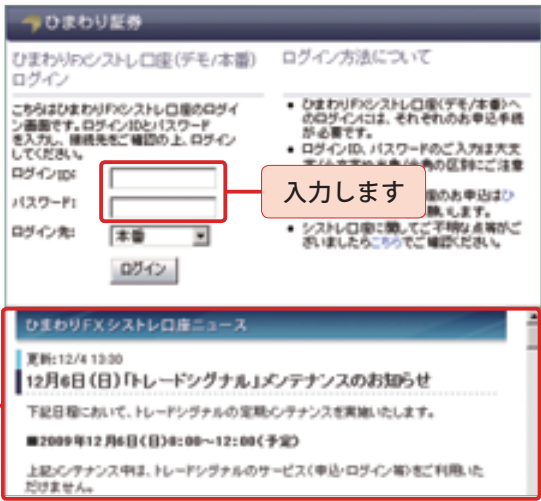 ひまわり証券
ひまわりFXシストレ口座(デモ/本番)
ログイン
こちらはひまわりFXシストレ口座のログイ
ン画面です。ログインIDとパスワード
を入力し、接続先をご確認の上、ログイン
してください。
ログインID:
パスワード:
ログイン先:
本番
ログイン
ログイン方法について
• ひまわりFXシストレ口座(デモ/本番)へ
のログインには、それぞれのお申込手続
が必要です。
• ログインID、パスワードのご入力は大文
の区別にご注意
座のお申込はひ
願いします。
• シストレ口座に関してご不明な点等がご
ざいましたらこちらでご確認ください。
入力します
ひまわりFXシストレ口座ニュース
更新:12/4 13:30
12月6日(日)「トレードシグナル」メンテナンスのお知らせ
下記日程において、トレードシグナルの定期メンテナンスを実施いたします。
■2009年12月6日(日)8:00～12:00(予定)
上記メンテナンス中は、トレードシグナルのサービス(申込・ログイン等)をご利用いた
だけません。